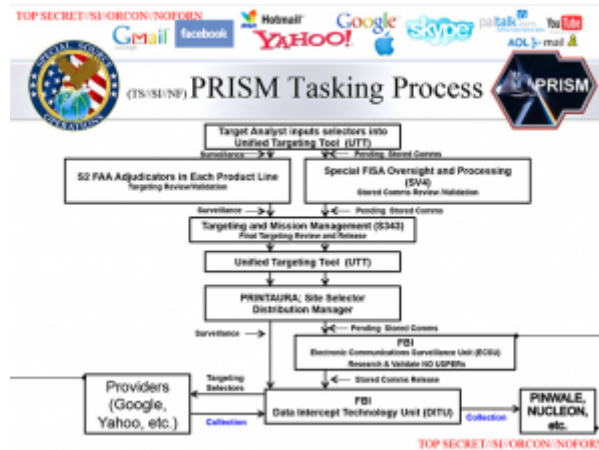 TOP SECRET//SI//ORCON//NOFORN
Hotmail
Google
paltalk
You Tube
Gmail
facebook
YAHOO!
skype
AOL mail
SPECIAL SOURCE
OPERATIONS
(TS//SI//NF) PRISM Tasking Process
PRISM
Target Analyst inputs selectors into
Unified Targeting Tool (UTT)
Surveillance
Pending Stored Comms
S2 FAA Adjudicators in Each Product Line
Targeting Review/Validation
Special FISA Oversight and Processing
(SV4)
Stored Comms Review /Validation
Surveillance
Pending Stored Comms
Targeting and Mission Management (S343)
Final Targeting Review and Release
Unified Targeting Tool (UTT)
PRINTAURA; Site Selector
Distribution Manager
Surveillance
Pending Stored Comms
FBI
Electronic Communications Surveillance Unit (ECSU)
Research & Validate NO USPERs
Stored Comms Release
Providers
(Google,
Yahoo, etc.)
Targeting
Selectors
Collection
FBI
Data Intercept Technology Unit (DITU)
Collection
PINWALE,
NUCLEON,
etc.
TOP SECRET//SI//ORCON//NOFORN